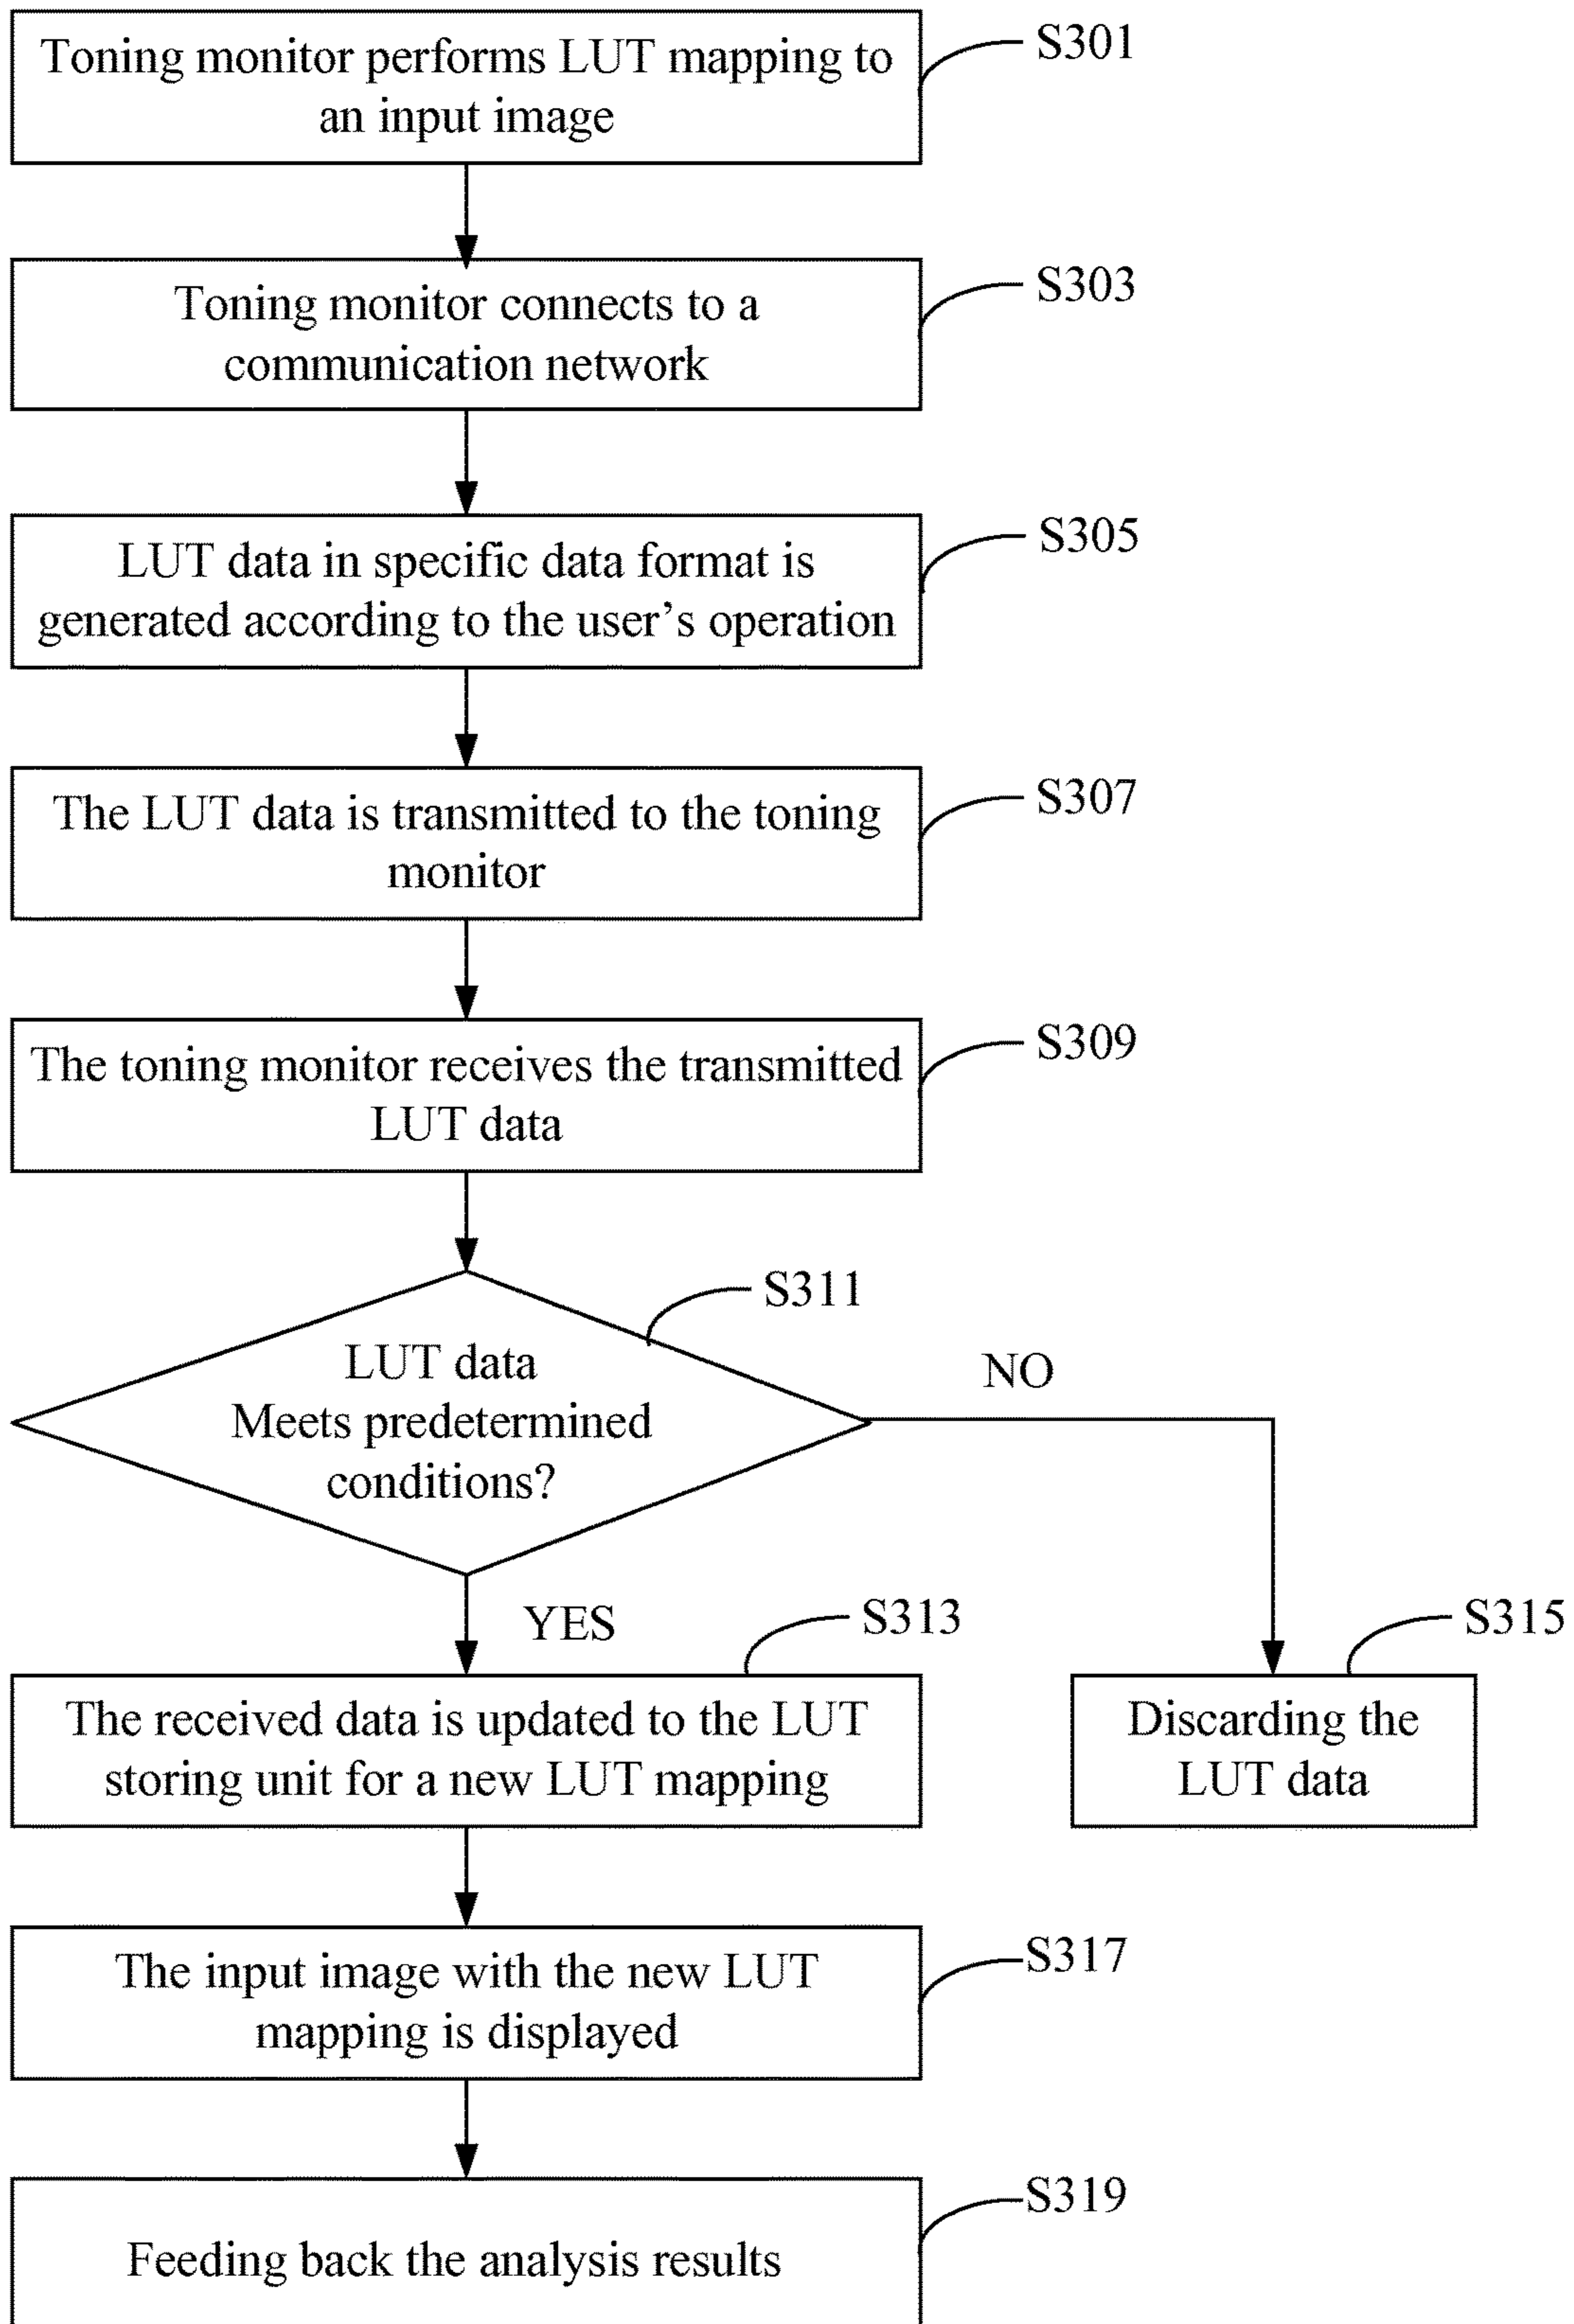 Toning monitor performs LUT mapping to
an input image
S301
Toning monitor connects to a
communication network
S303
LUT data in specific data format is
generated according to the user’s operation
S305
The LUT data is transmitted to the toning
monitor
S307
The toning monitor receives the transmitted
LUT data
S309
LUT data
Meets predetermined
conditions?
S311
NO
YES
The received data is updated to the LUT
storing unit for a new LUT mapping
S313
Discarding the
LUT data
S315
The input image with the new LUT
mapping is displayed
S317
Feeding back the analysis results
S319